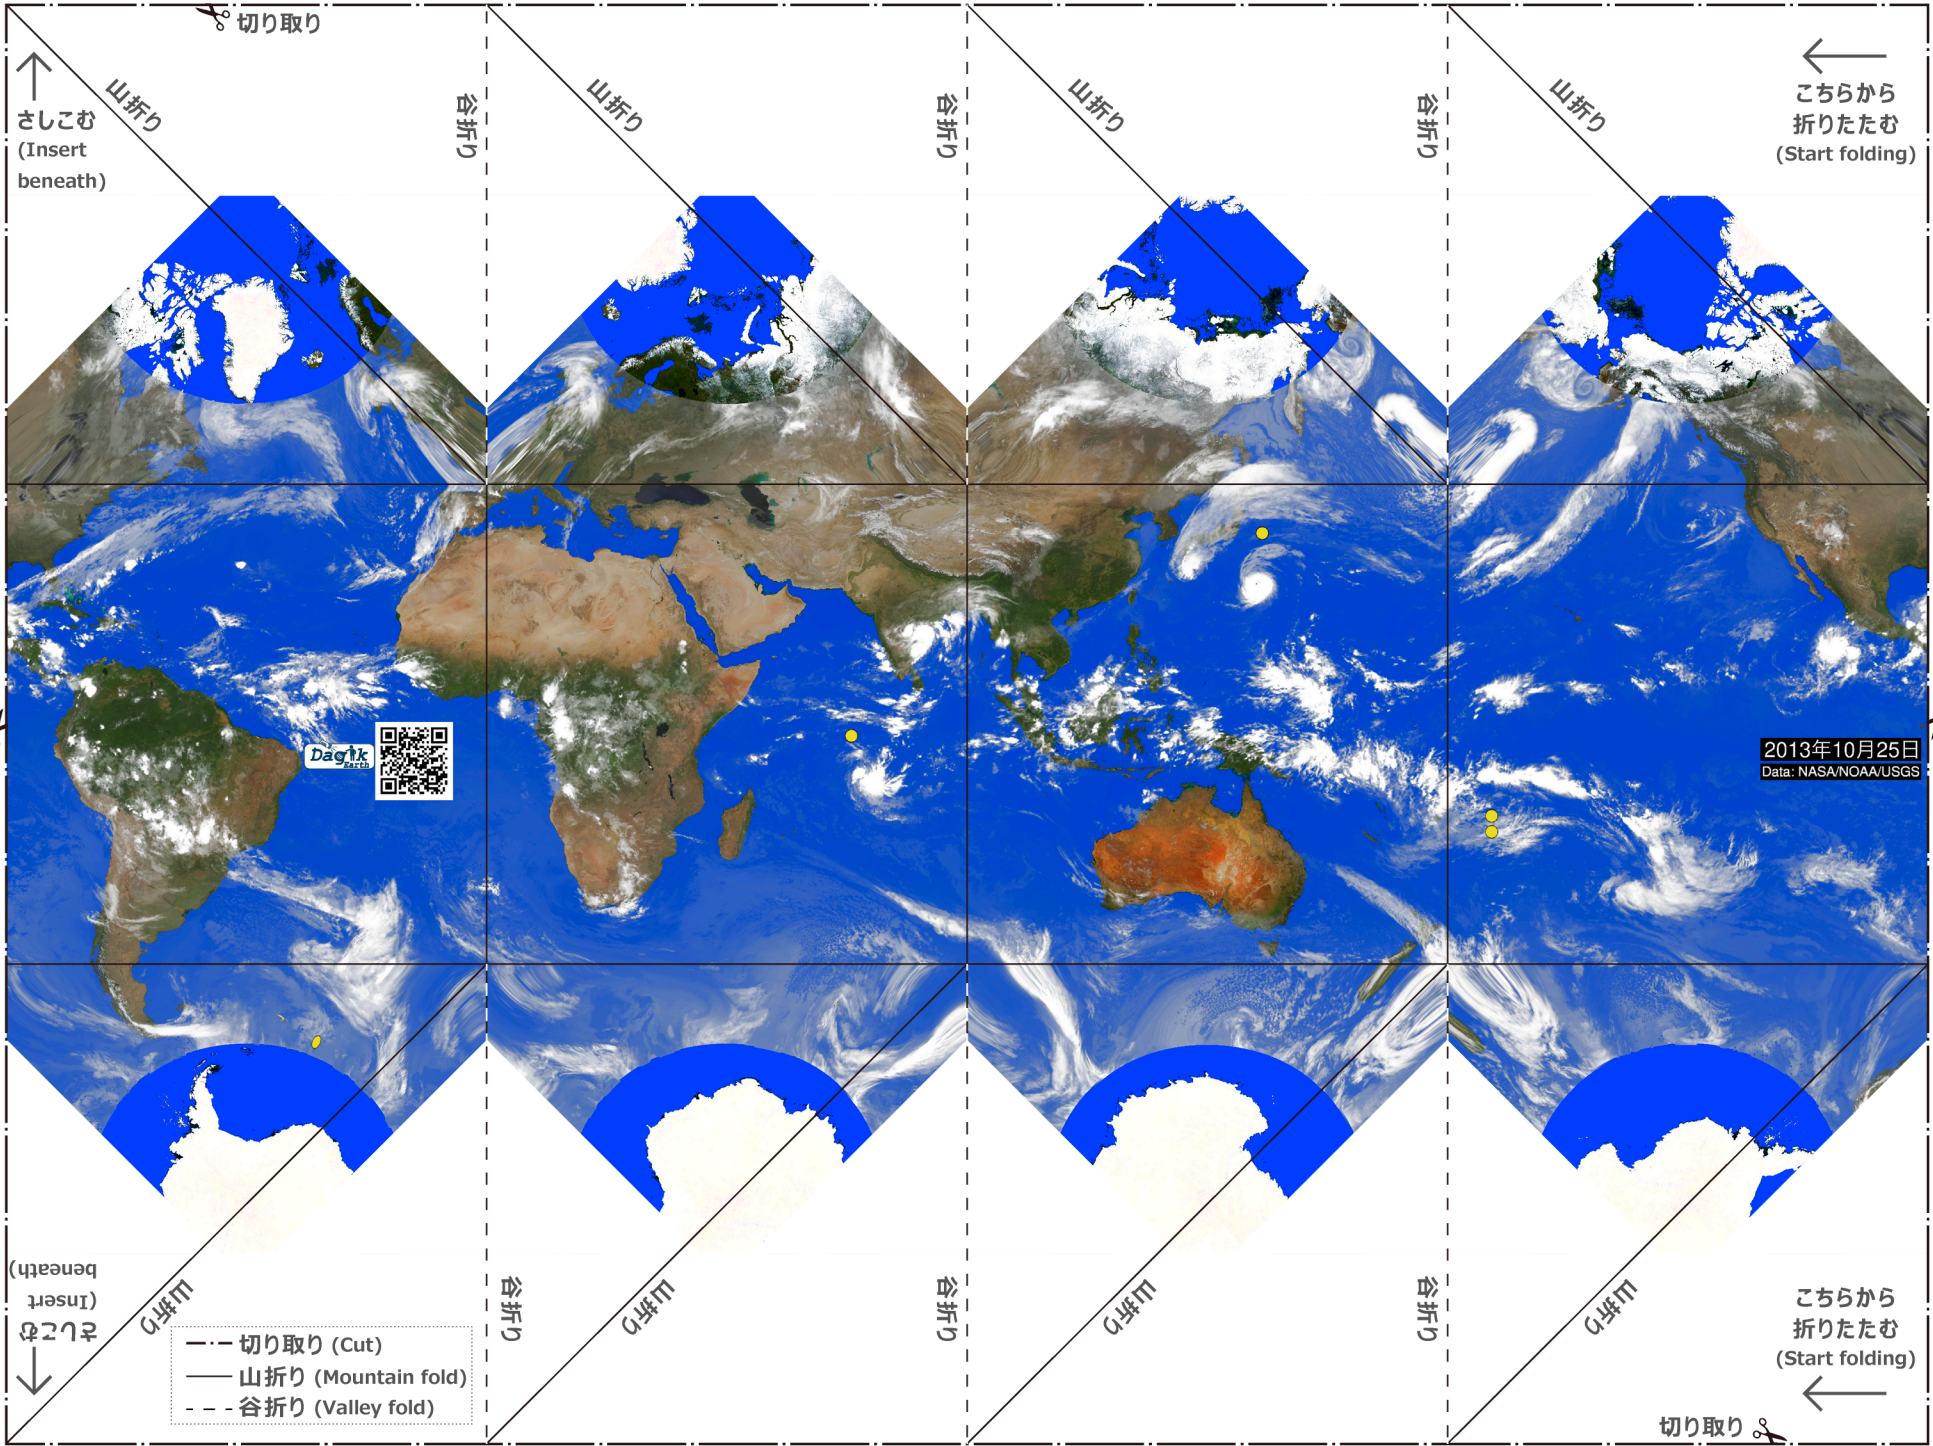 切り取り
山折り
谷折り
山折り
谷折り
山折り
谷折り
山折り
さしこむ
(Insert
beneath)
こちらから
折りたたむ
(Start folding)
Dagik
Earth
2013年10月25日
Data: NASA/NOAA/USGS
さしこむ
(Insert
beneath)
山折り
谷折り
山折り
谷折り
山折り
谷折り
山折り
こちらから
折りたたむ
(Start folding)
切り取り (Cut)
山折り (Mountain fold)
谷折り (Valley fold)
切り取り